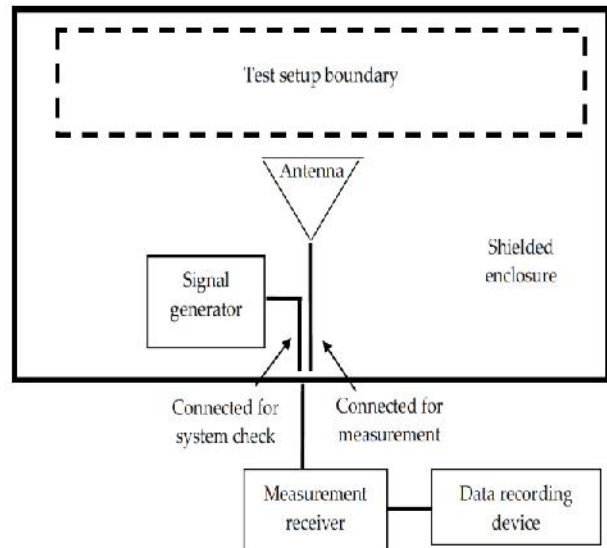 Test setup boundary
Antenna
Signal
generator
Shielded
enclosure
Connected for
system check
Connected for
measurement
Measurement
receiver
Data recording
device